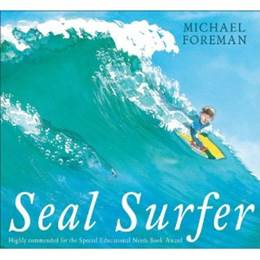 MICHAEL
FOREMAN
Seal Surfer
Highly commended for the Special Educational Needs Book Award